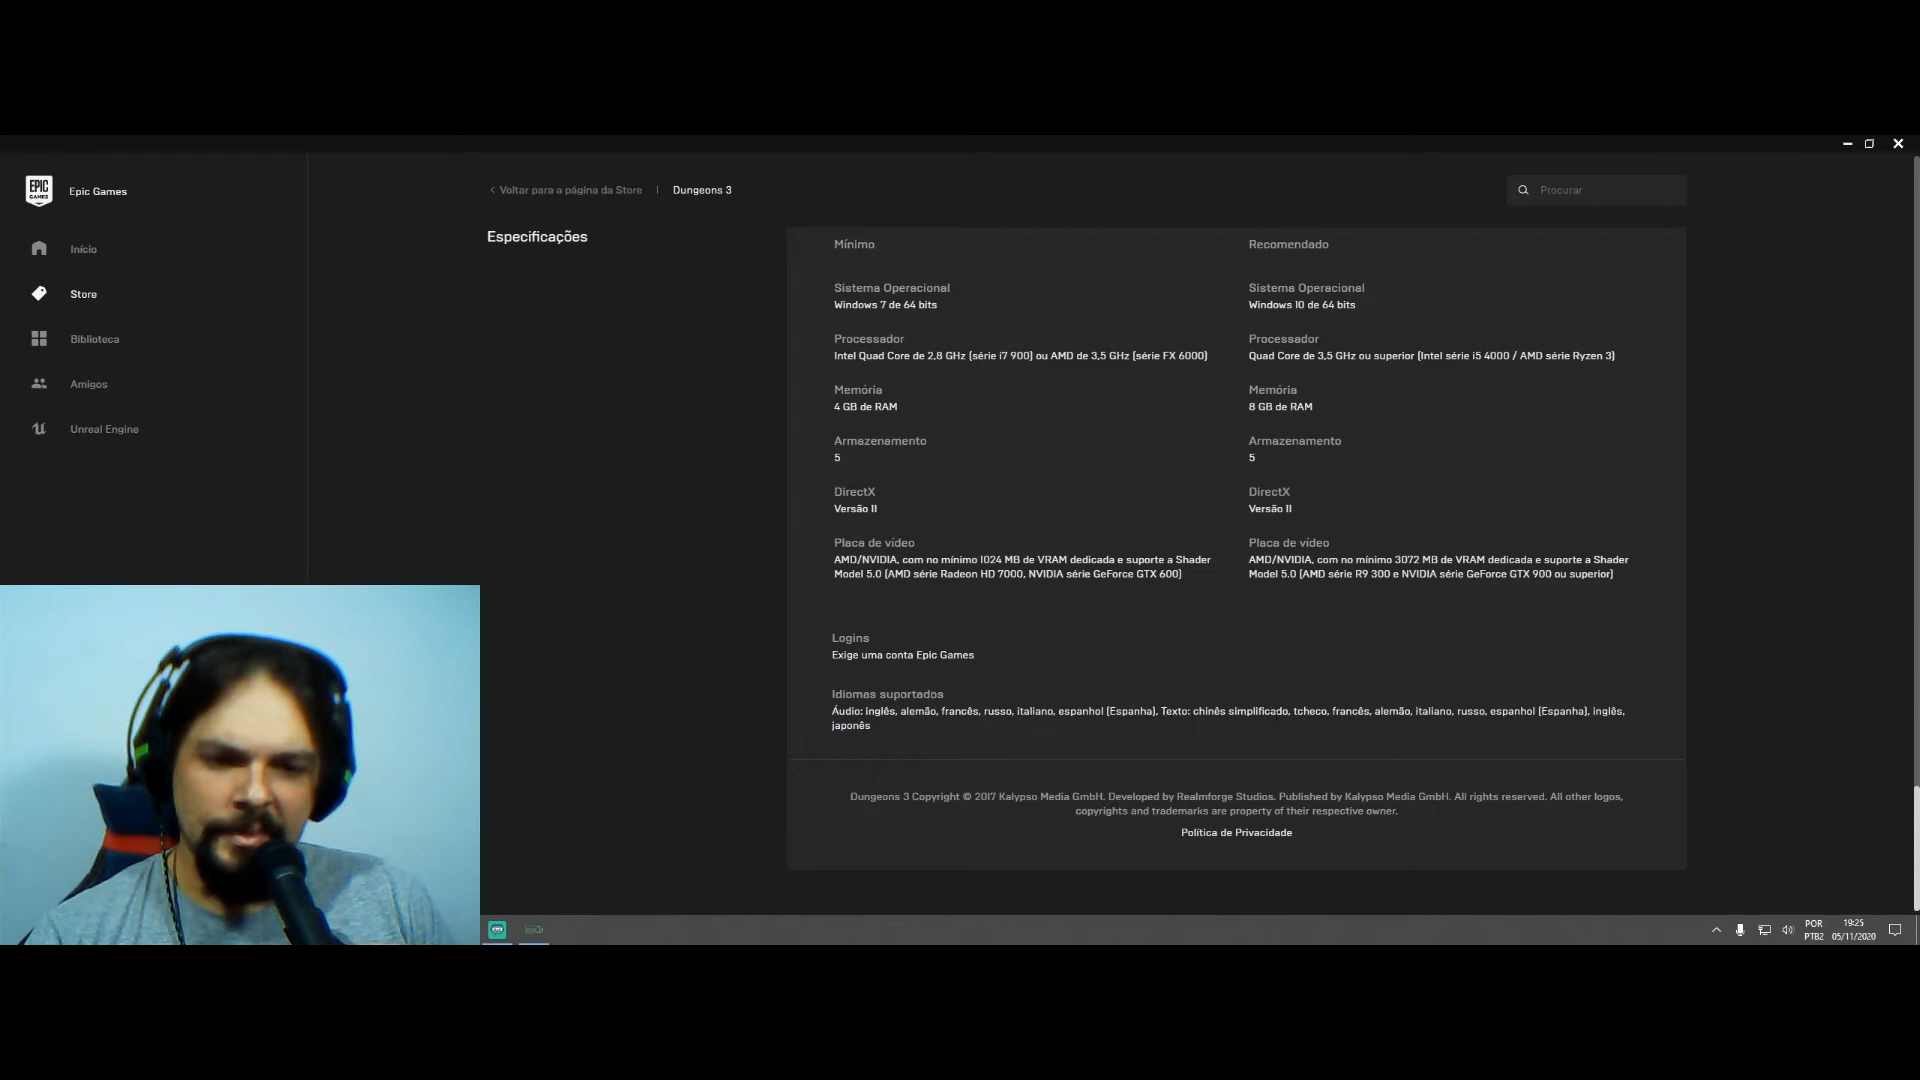 EPIC GAMES
Epic Games
Início
Store
Biblioteca
Amigos
Unreal Engine
Voltar para a página da Store
Dungeons 3
Procurar
Especificações
Mínimo
Sistema Operacional
Windows 7 de 64 bits
Processador
Intel Quad Core de 2,8 GHz (série i7 900) ou AMD de 3,5 GHz (série FX 6000)
Memória
4 GB de RAM
Armazenamento
5
DirectX
Versão 11
Placa de vídeo
AMD/NVIDIA, com no mínimo 1024 MB de VRAM dedicada e suporte a Shader
Model 5.0 (AMD série Radeon HD 7000, NVIDIA série GeForce GTX 600)
Recomendado
Sistema Operacional
Windows 10 de 64 bits
Processador
Quad Core de 3,5 GHz ou superior (Intel série i5 4000 / AMD série Ryzen 3)
Memória
8 GB de RAM
Armazenamento
5
DirectX
Versão 11
Placa de vídeo
AMD/NVIDIA, com no mínimo 3072 MB de VRAM dedicada e suporte a Shader
Model 5.0 (AMD série R9 300 e NVIDIA série GeForce GTX 900 ou superior)
Logins
Exige uma conta Epic Games
Idiomas suportados
Áudio: inglês, alemão, francês, russo, italiano, espanhol (Espanha), Texto: chinês simplificado, tcheco, francês, alemão, italiano, russo, espanhol (Espanha), inglês,
japonês
Dungeons 3 Copyright © 2017 Kalypso Media GmbH. Developed by Realmforge Studios. Published by Kalypso Media GmbH. All rights reserved. All other logos,
copyrights and trademarks are property of their respective owner.
Política de Privacidade
POR
PTB2
19:25
05/11/2020